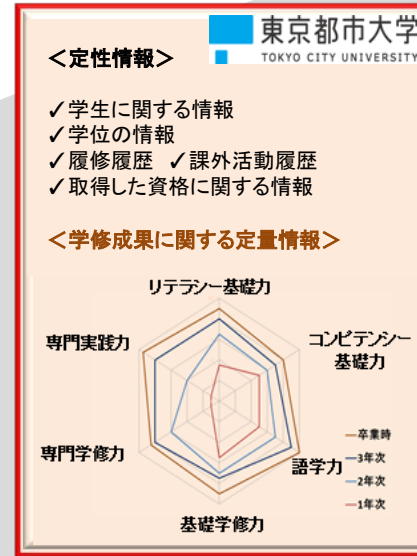 東京都市大学
TOKYO CITY UNIVERSITY
＜定性情報＞
✓学生に関する情報
✓学位の情報
✓履修履歴 ✓課外活動履歴
✓取得した資格に関する情報
＜学修成果に関する定量情報＞
リテラシー基礎力
専門実践力
コンピテンシー
基礎力
専門学修力
語学力
基礎学修力
卒業時
3年次
2年次
1年次